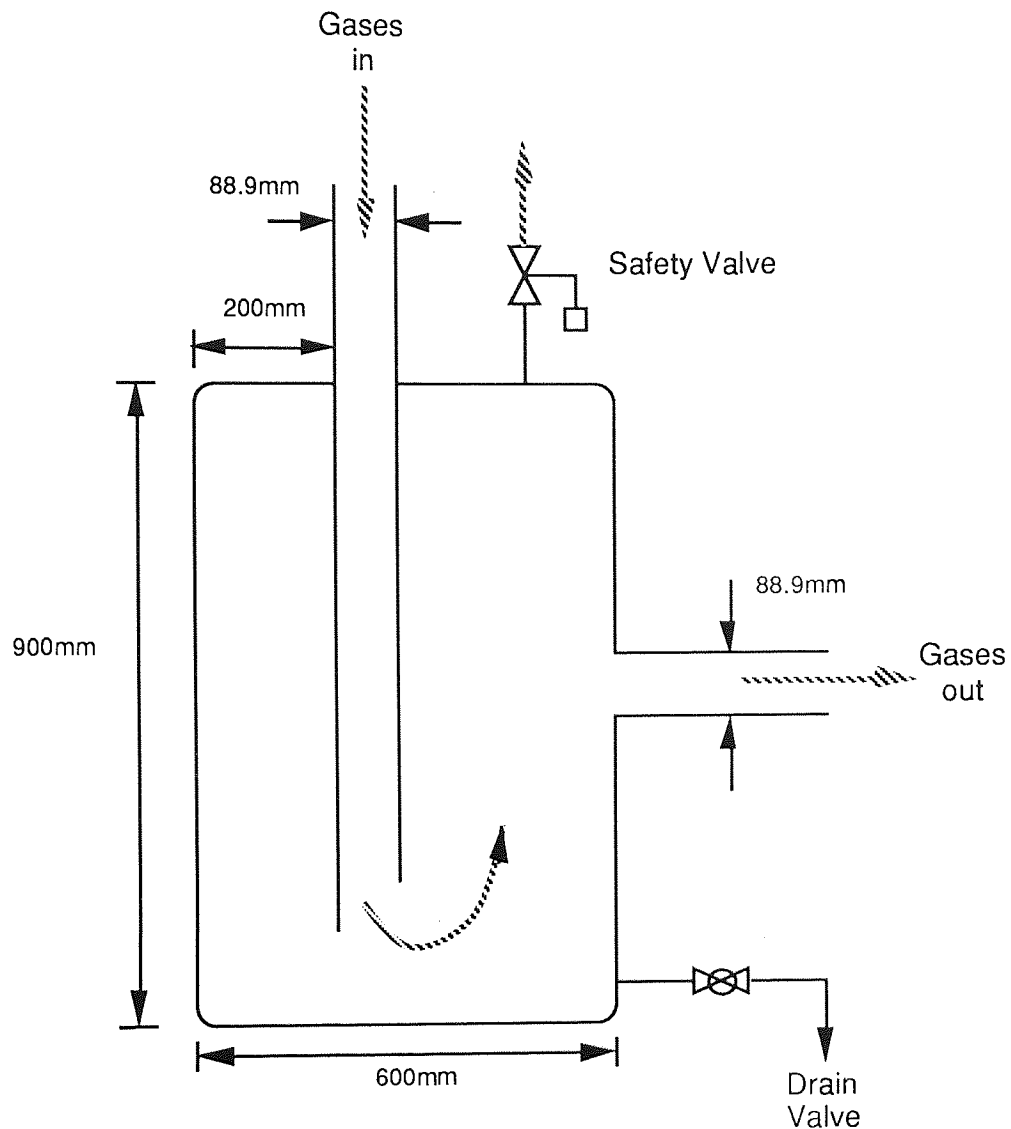 Gases
in
88.9mm
Safety Valve
200mm
88.9mm
900mm
Gases
out
600mm
Drain
Valve